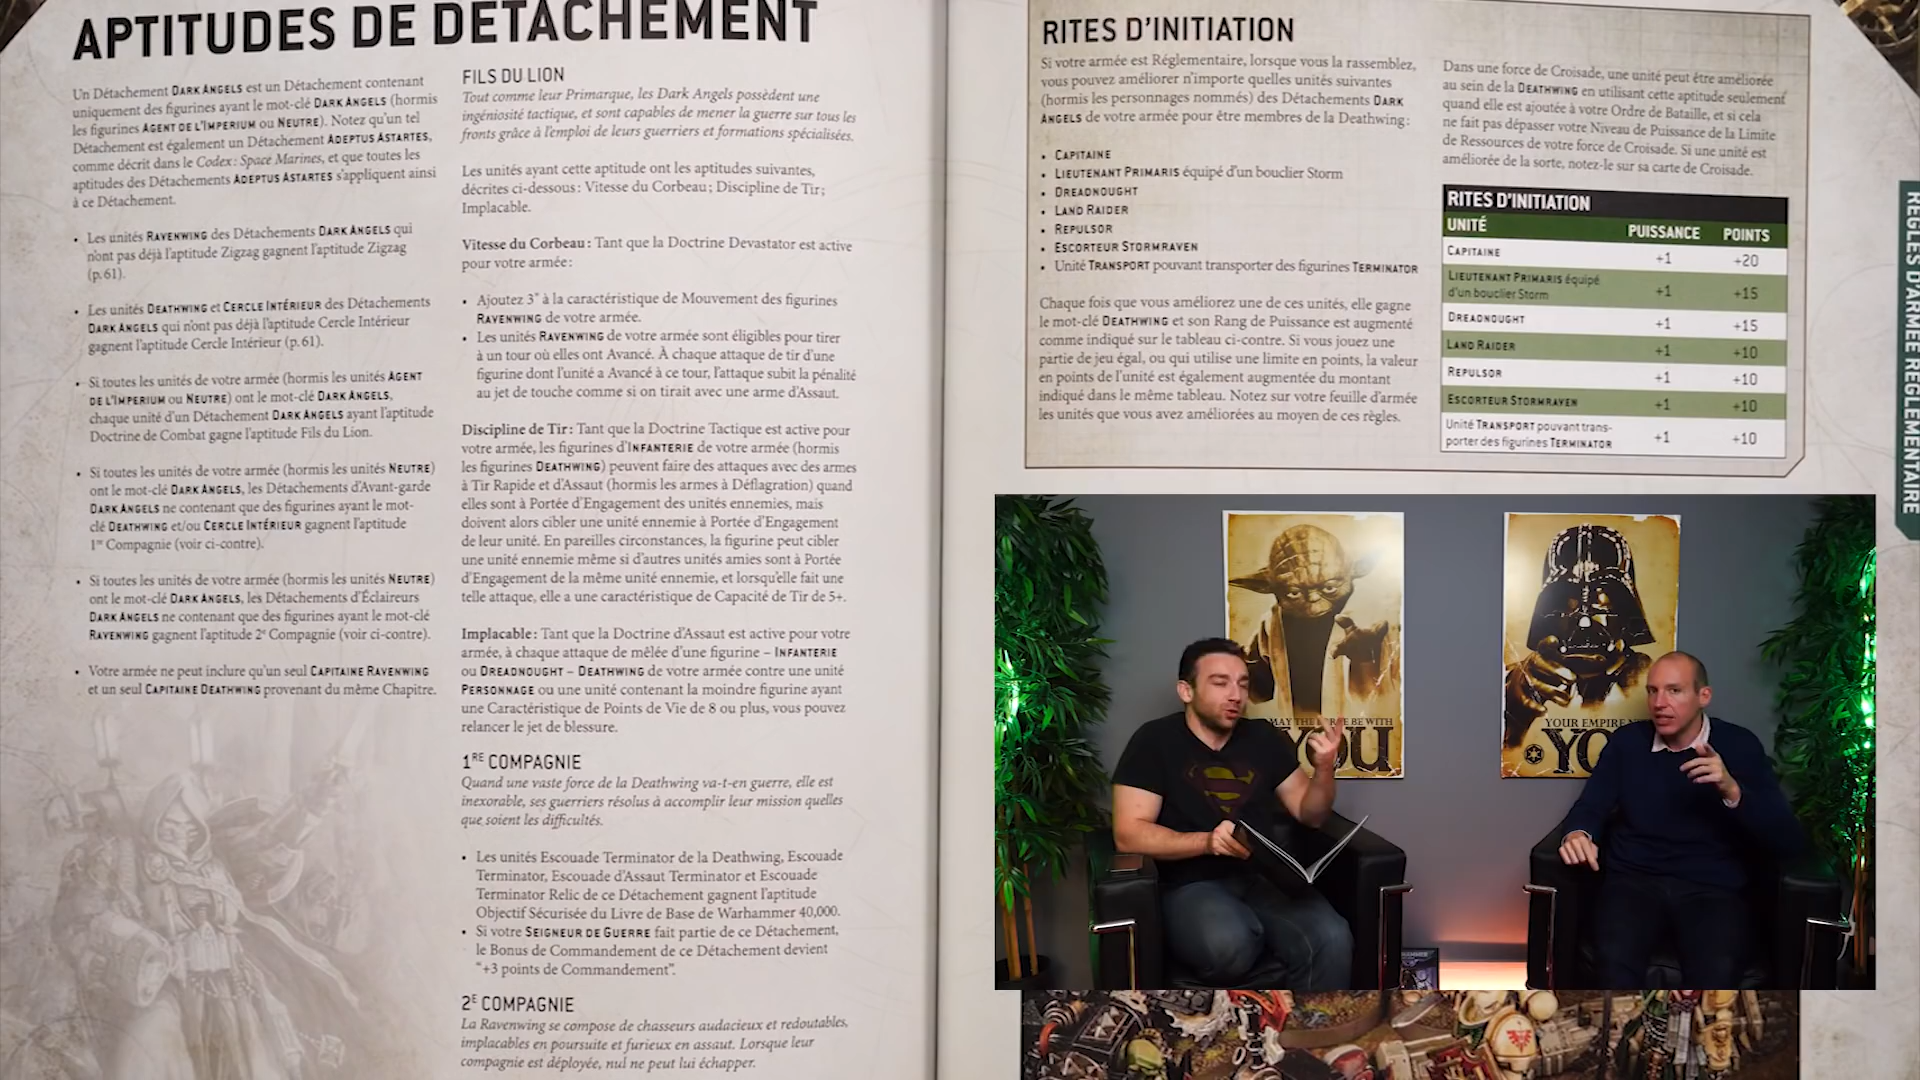 APTITUDES DE DÉTACHEMENT
Un Détachement DARK ANGELS est un Détachement contenant
uniquement des figurines ayant le mot-clé DARK ANGELS (hormis
les figurines AGENT DE L'IMPERIUM ou NEUTRE). Notez qu'un tel
Détachement est également un Détachement ADEPTUS ASTARTES,
comme décrit dans le Codex: Space Marines, et que toutes les
aptitudes des Détachements ADEPTUS ASTARTES s'appliquent ainsi
à ce Détachement.
• Les unités RAVENWING des Détachements DARK ANGELS qui
n'ont pas déjà l'aptitude Zigzag gagnent l'aptitude Zigzag
(p.61).
• Les unités DEATHWING et CERCLE INTÉRIEUR des Détachements
DARK ANGELS qui n'ont pas déjà l'aptitude Cercle Intérieur
gagnent l'aptitude Cercle Intérieur (p.61).
• Si toutes les unités de votre armée (hormis les unités AGENT
DE L'IMPERIUM ou NEUTRE) ont le mot-clé DARK ANGELS,
chaque unité d'un Détachement DARK ANGELS ayant l'aptitude
Doctrine de Combat gagne l'aptitude Fils du Lion.
• Si toutes les unités de votre armée (hormis les unités NEUTRE)
ont le mot-clé DARK ANGELS, les Détachements d'Avant-garde
DARK ANGELS ne contenant que des figurines ayant le mot-
clé DEATHWING et/ou CERCLE INTÉRIEUR gagnent l'aptitude
1re Compagnie (voir ci-contre).
• Si toutes les unités de votre armée (hormis les unités NEUTRE)
ont le mot-clé DARK ANGELS, les Détachements d'Éclaireurs
DARK ANGELS ne contenant que des figurines ayant le mot-clé
RAVENWING gagnent l'aptitude 2e Compagnie (voir ci-contre).
• Votre armée ne peut inclure qu'un seul CAPITAINE RAVENWING
et un seul CAPITAINE DEATHWING provenant du même Chapitre.
FILS DU LION
Tout comme leur Primarque, les Dark Angels possèdent une
ingéniosité tactique, et sont capables de mener la guerre sur tous les
fronts grâce à l'emploi de leurs guerriers et formations spécialisées.
Les unités ayant cette aptitude ont les aptitudes suivantes,
décrites ci-dessous : Vitesse du Corbeau ; Discipline de Tir ;
Implacable.
Vitesse du Corbeau : Tant que la Doctrine Devastator est active
pour votre armée :
• Ajoutez 3" à la caractéristique de Mouvement des figurines
RAVENWING de votre armée.
• Les unités RAVENWING de votre armée sont éligibles pour tirer
à un tour où elles ont Avancé. À chaque attaque de tir d'une
figurine dont l'unité a Avancé à ce tour, l'attaque subit la pénalité
au jet de touche comme si on tirait avec une arme d'Assaut.
Discipline de Tir : Tant que la Doctrine Tactique est active pour
votre armée, les figurines d'INFANTERIE de votre armée (hormis
les figurines DEATHWING) peuvent faire des attaques avec des armes
à Tir Rapide et d'Assaut (hormis les armes à Déflagration) quand
elles sont à Portée d'Engagement des unités ennemies, mais
doivent alors cibler une unité ennemie à Portée d'Engagement
de leur unité. En pareilles circonstances, la figurine peut cibler
une unité ennemie même si d'autres unités amies sont à Portée
d'Engagement de la même unité ennemie, et lorsqu'elle fait une
telle attaque, elle a une caractéristique de Capacité de Tir de 5+.
Implacable : Tant que la Doctrine d'Assaut est active pour votre
armée, à chaque attaque de mêlée d'une figurine – INFANTERIE
ou DREADNOUGHT – DEATHWING de votre armée contre une unité
PERSONNAGE ou une unité contenant la moindre figurine ayant
une Caractéristique de Points de Vie de 8 ou plus, vous pouvez
relancer le jet de blessure.
1RE COMPAGNIE
Quand une vaste force de la Deathwing va-t-en guerre, elle est
inexorable, ses guerriers résolus à accomplir leur mission quelles
que soient les difficultés.
• Les unités Escouade Terminator de la Deathwing, Escouade
Terminator, Escouade d'Assaut Terminator et Escouade
Terminator Relic de ce Détachement gagnent l'aptitude
Objectif Sécurisée du Livre de Base de Warhammer 40,000.
• Si votre SEIGNEUR DE GUERRE fait partie de ce Détachement,
le Bonus de Commandement de ce Détachement devient
"+3 points de Commandement".
2E COMPAGNIE
La Ravenwing se compose de chasseurs audacieux et redoutables,
implacables en poursuite et furieux en assaut. Lorsque leur
compagnie est déployée, nul ne peut lui échapper.
RITES D'INITIATION
Si votre armée est Réglementaire, lorsque vous la rassemblez,
vous pouvez améliorer n'importe quelles unités suivantes
(hormis les personnages nommés) des Détachements DARK
ANGELS de votre armée pour être membres de la Deathwing :
• CAPITAINE
• LIEUTENANT PRIMARIS équipé d'un bouclier Storm
• DREADNOUGHT
• LAND RAIDER
• REPULSOR
• ESCORTEUR STORMRAVEN
• Unité TRANSPORT pouvant transporter des figurines TERMINATOR
Chaque fois que vous améliorez une de ces unités, elle gagne
le mot-clé DEATHWING et son Rang de Puissance est augmenté
comme indiqué sur le tableau ci-contre. Si vous jouez une
partie de jeu égal, ou qui utilise une limite en points, la valeur
en points de l'unité est également augmentée du montant
indiqué dans le même tableau. Notez sur votre feuille d'armée
les unités que vous avez améliorées au moyen de ces règles.
Dans une force de Croisade, une unité peut être améliorée
au sein de la DEATHWING en utilisant cette aptitude seulement
quand elle est ajoutée à votre Ordre de Bataille, et si cela
ne fait pas dépasser votre Niveau de Puissance de la Limite
de Ressources de votre force de Croisade. Si une unité est
améliorée de la sorte, notez-le sur sa carte de Croisade.
RITES D'INITIATION
UNITÉ PUISSANCE POINTS
CAPITAINE +1 +20
LIEUTENANT PRIMARIS équipé
d'un bouclier Storm +1 +15
DREADNOUGHT +1 +15
LAND RAIDER +1 +10
REPULSOR +1 +10
ESCORTEUR STORMRAVEN +1 +10
Unité TRANSPORT pouvant trans-
porter des figurines TERMINATOR +1 +10
RÈGLES D'ARMÉE RÉGLEMENTAIRE
MAY THE FORCE BE WITH
YOU
YOUR EMPIRE
YO